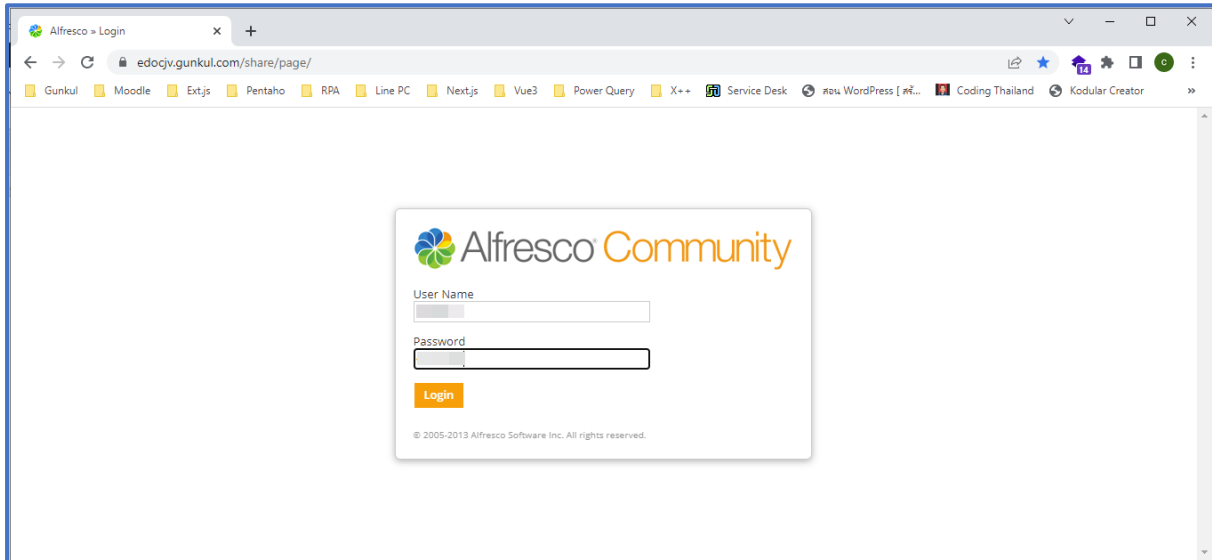 Alfresco » Login
edocjv.gunkul.com/share/page/
14
c
Gunkul Moodle Ext.js Pentaho RPA Line PC Next.js Vue3 Power Query X++ Service Desk สอน WordPress [ สร้... Coding Thailand Kodular Creator »
Alfresco Community
User Name
Password
Login
© 2005-2013 Alfresco Software Inc. All rights reserved.